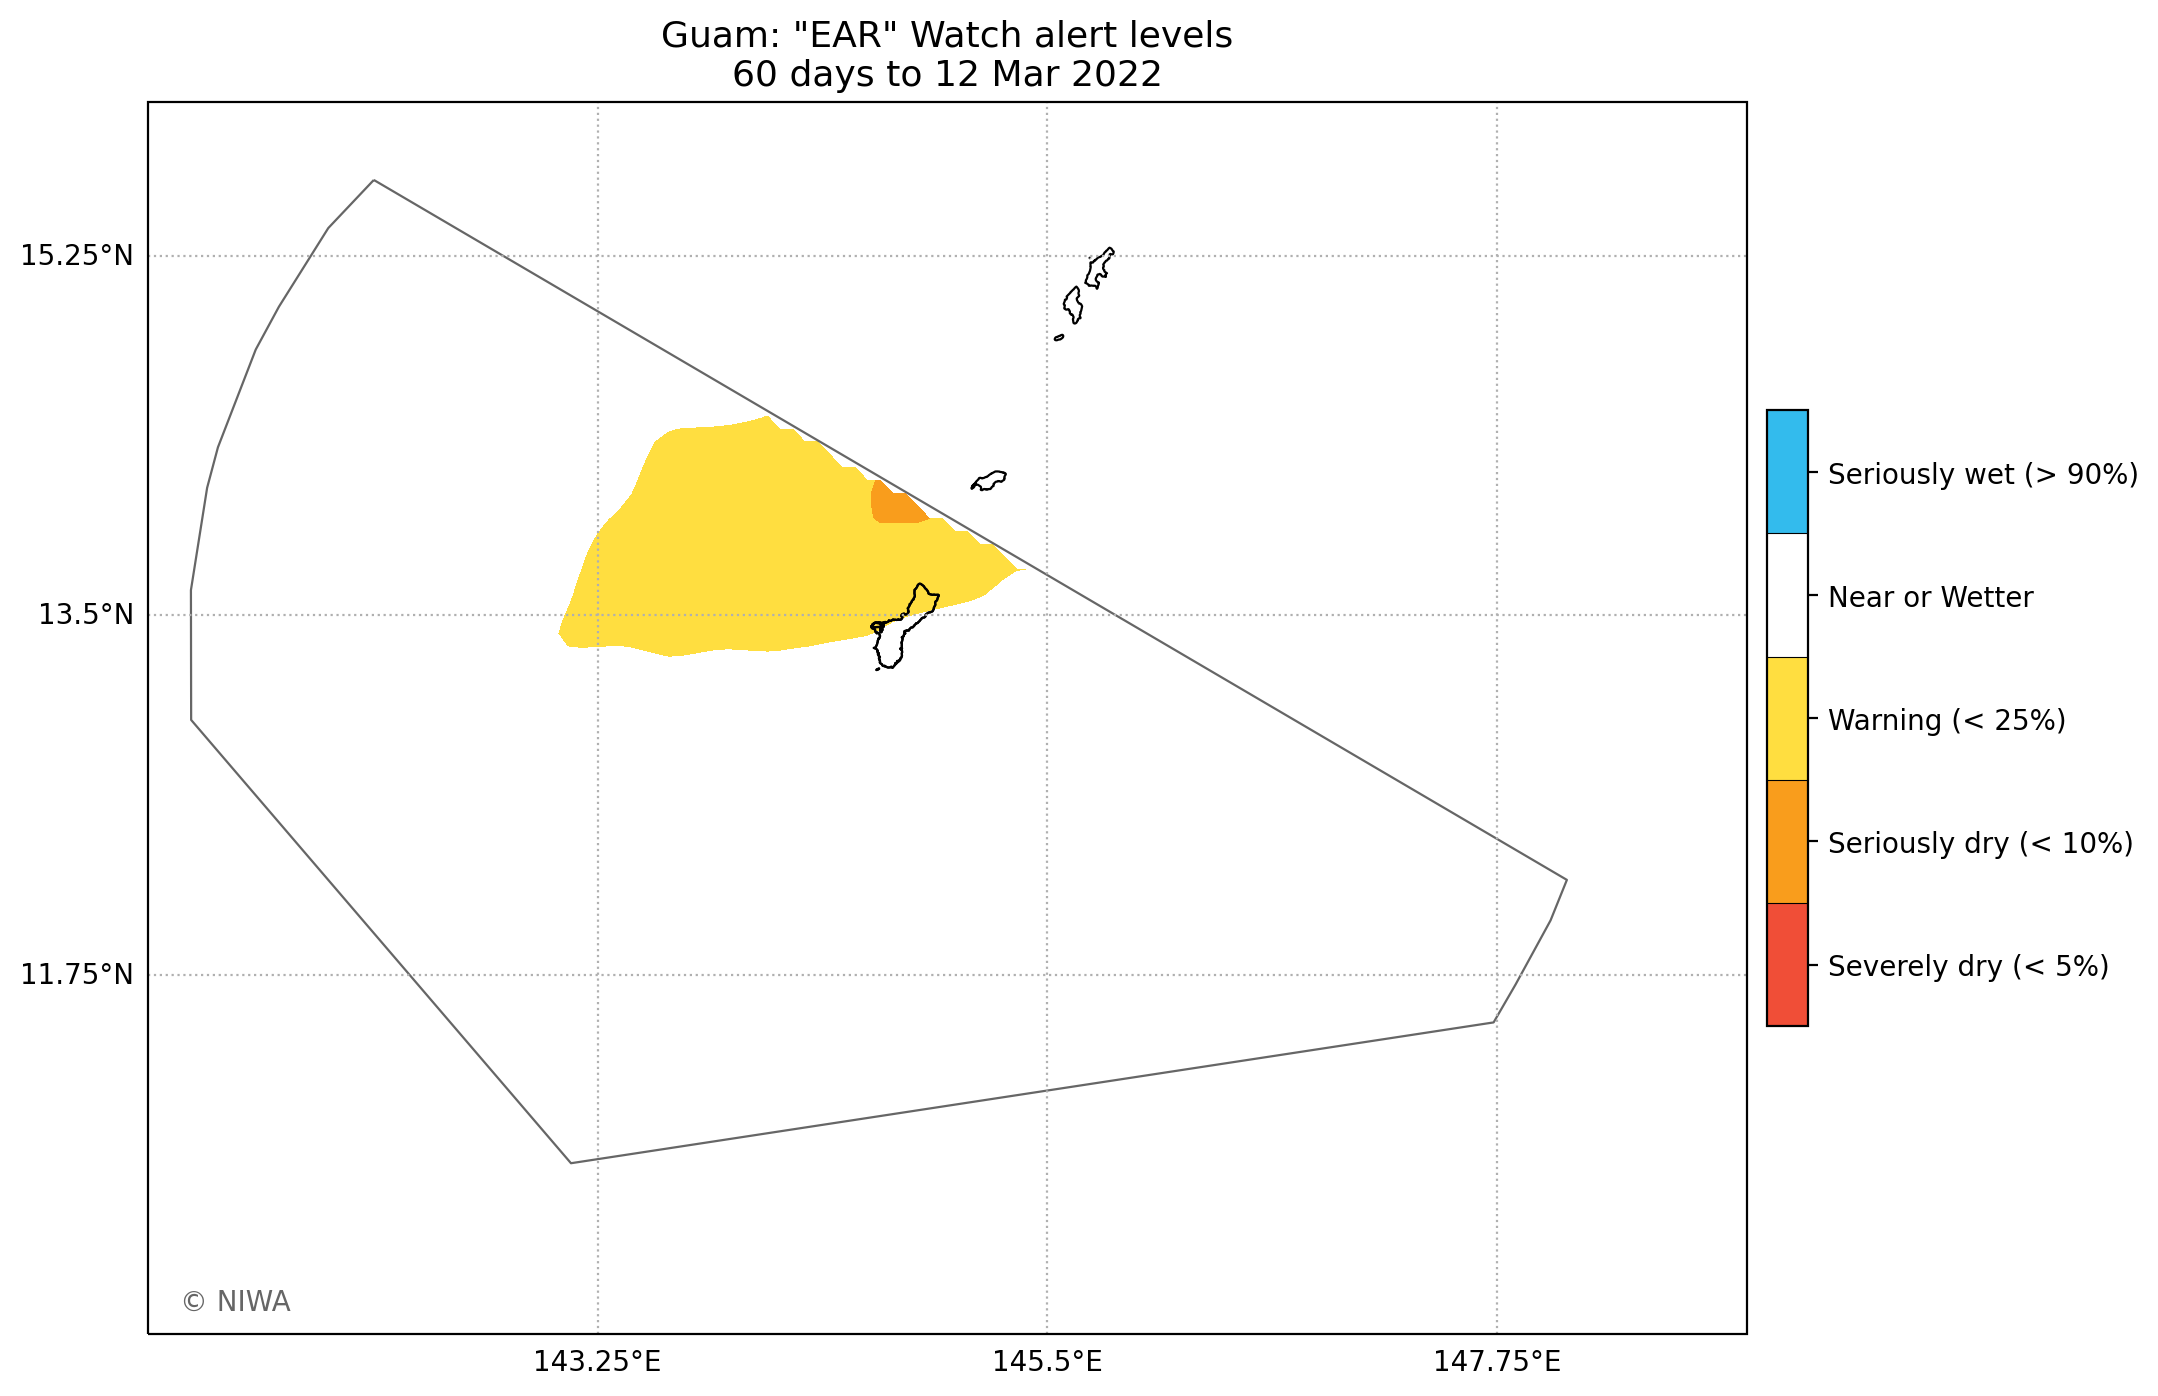 Guam: "EAR" Watch alert levels
60 days to 12 Mar 2022
15.25°N
13.5°N
11.75°N
143.25°E
145.5°E
147.75°E
Seriously wet (> 90%)
Near or Wetter
Warning (< 25%)
Seriously dry (< 10%)
Severely dry (< 5%)
© NIWA